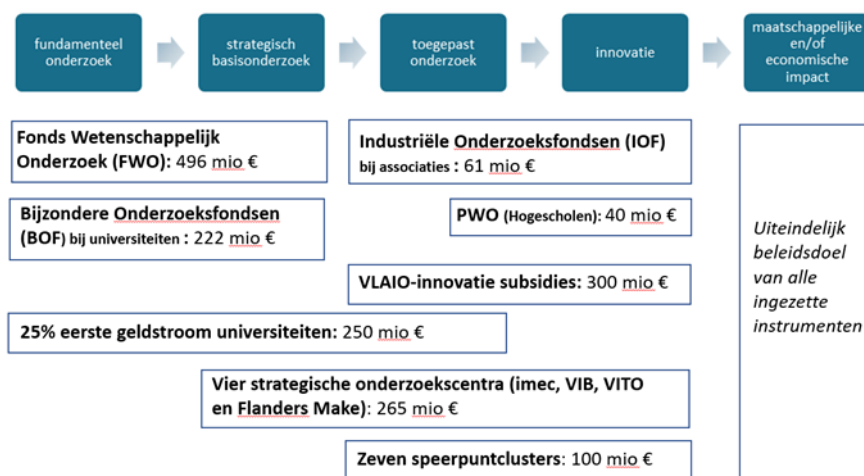 fundamenteel
onderzoek
strategisch
basisonderzoek
toegepast
onderzoek
innovatie
maatschappelijke
en/of
economische
impact
Fonds Wetenschappelijk
Onderzoek (FWO): 496 mio €
Industriële Onderzoeksfondsen (IOF)
bij associaties : 61 mio €
Bijzondere Onderzoeksfondsen
(BOF) bij universiteiten : 222 mio €
PWO (Hogescholen): 40 mio €
VLAIO-innovatie subsidies: 300 mio €
25% eerste geldstroom universiteiten: 250 mio €
Vier strategische onderzoekscentra (imec, VIB, VITO
en Flanders Make): 265 mio €
Zeven speerpuntclusters: 100 mio €
Uiteindelijk
beleidsdoel
van alle
ingezette
instrumenten